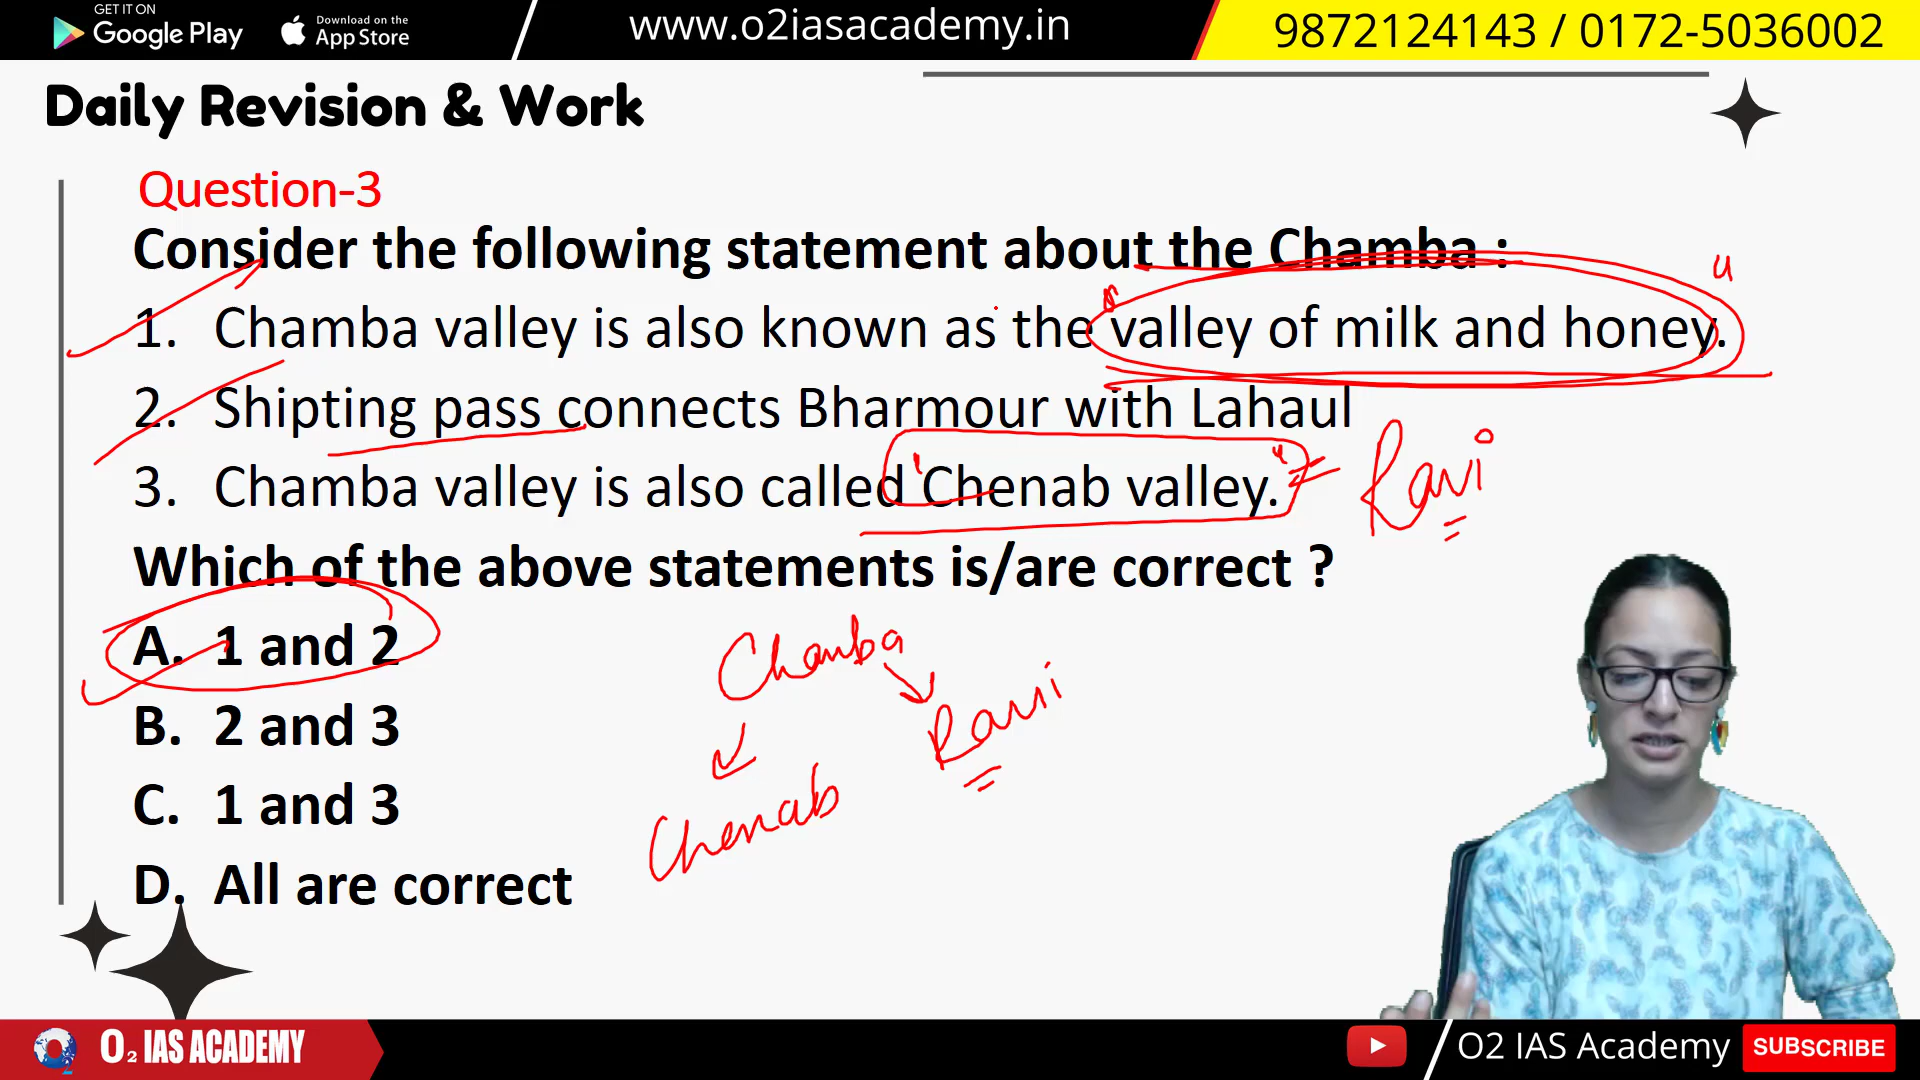 GET IT ON
Google Play
Download on the
App Store
www.o2iasacademy.in
9872124143 / 0172-5036002
Daily Revision & Work
Question-3
Consider the following statement about the Chamba :
1. Chamba valley is also known as the valley of milk and honey.
2. Shipting pass connects Bharmour with Lahaul
3. Chamba valley is also called Chenab valley.
Ravi
Which of the above statements is/are correct ?
A. 1 and 2
B. 2 and 3
C. 1 and 3
D. All are correct
Chamba
Ravi
Chenab
O2 IAS ACADEMY
O2 IAS Academy
SUBSCRIBE